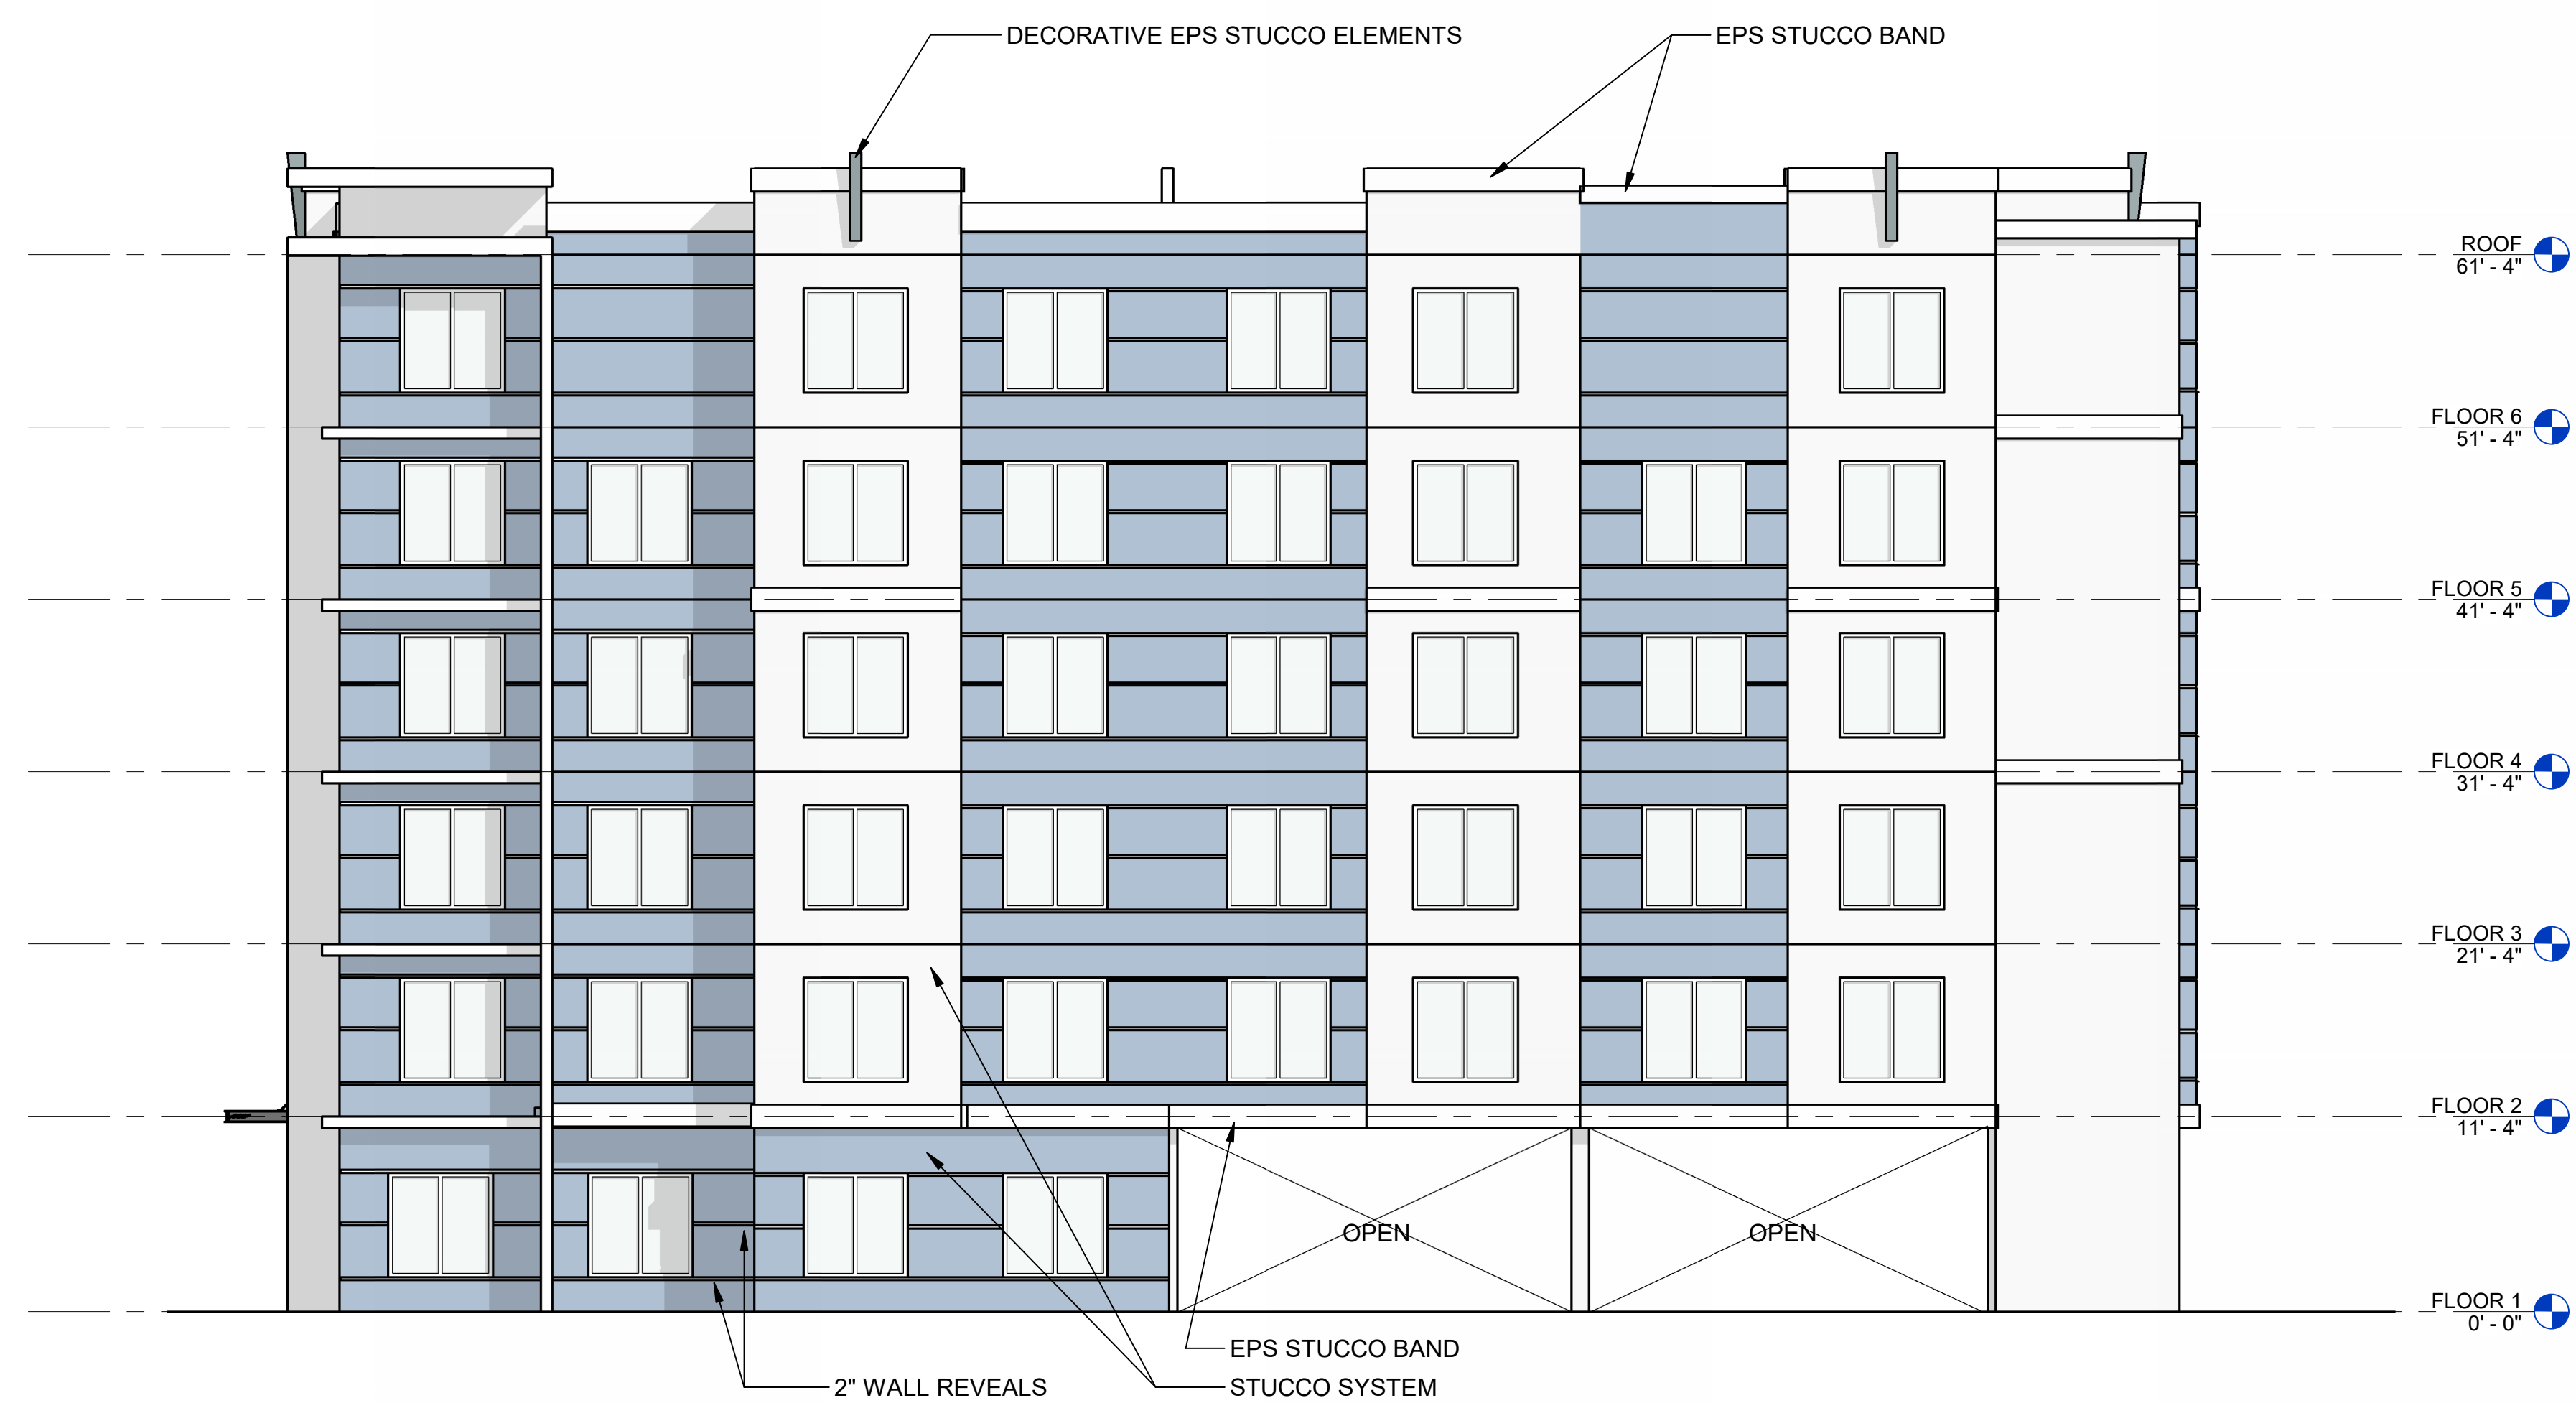 DECORATIVE EPS STUCCO ELEMENTS
EPS STUCCO BAND
ROOF
61' - 4"
FLOOR 6
51' - 4"
FLOOR 5
41' - 4"
FLOOR 4
31' - 4"
FLOOR 3
21' - 4"
FLOOR 2
11' - 4"
OPEN
OPEN
FLOOR 1
0' - 0"
EPS STUCCO BAND
2" WALL REVEALS
STUCCO SYSTEM